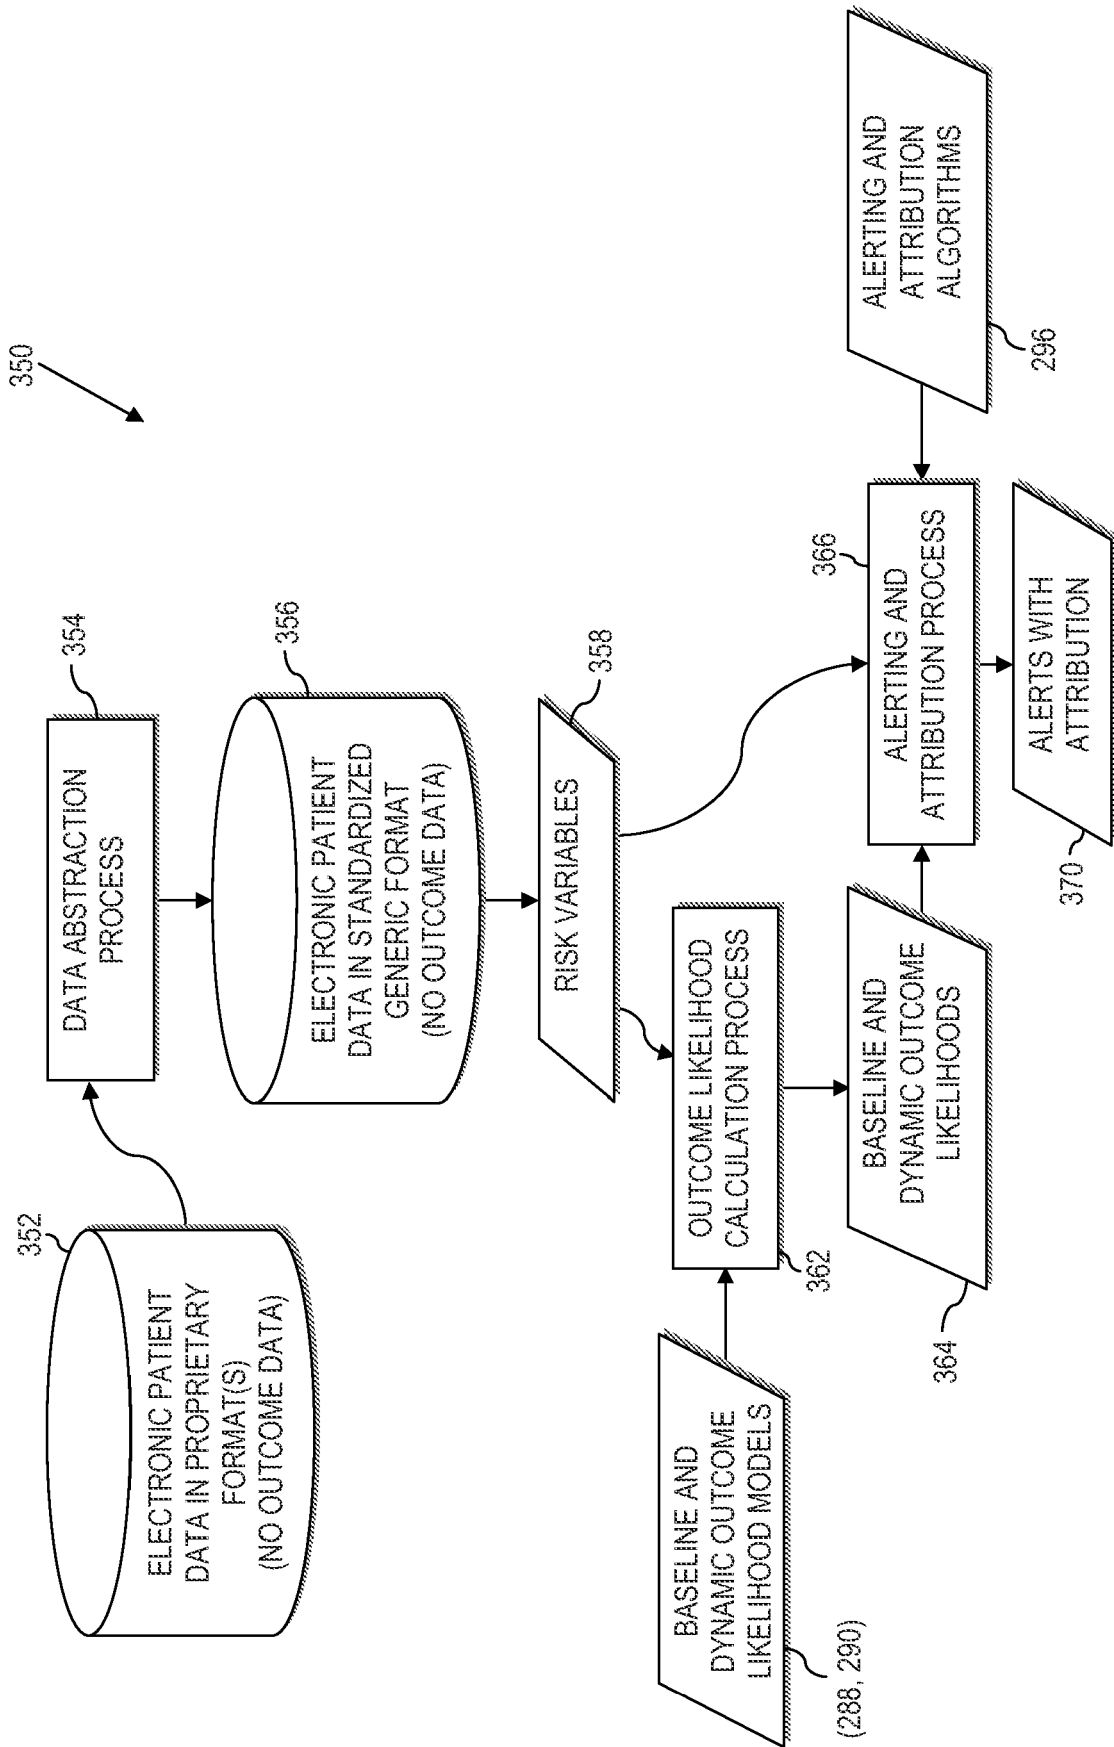 350
352
ELECTRONIC PATIENT
DATA IN PROPRIETARY
FORMAT(S)
(NO OUTCOME DATA)
354
DATA ABSTRACTION
PROCESS
356
ELECTRONIC PATIENT
DATA IN STANDARDIZED
GENERIC FORMAT
(NO OUTCOME DATA)
RISK VARIABLES
358
BASELINE AND
DYNAMIC OUTCOME
LIKELIHOOD MODELS
(288, 290)
OUTCOME LIKELIHOOD
CALCULATION PROCESS
362
BASELINE AND
DYNAMIC OUTCOME
LIKELIHOODS
364
366
ALERTING AND
ATTRIBUTION PROCESS
ALERTING AND
ATTRIBUTION
ALGORITHMS
296
ALERTS WITH
ATTRIBUTION
370